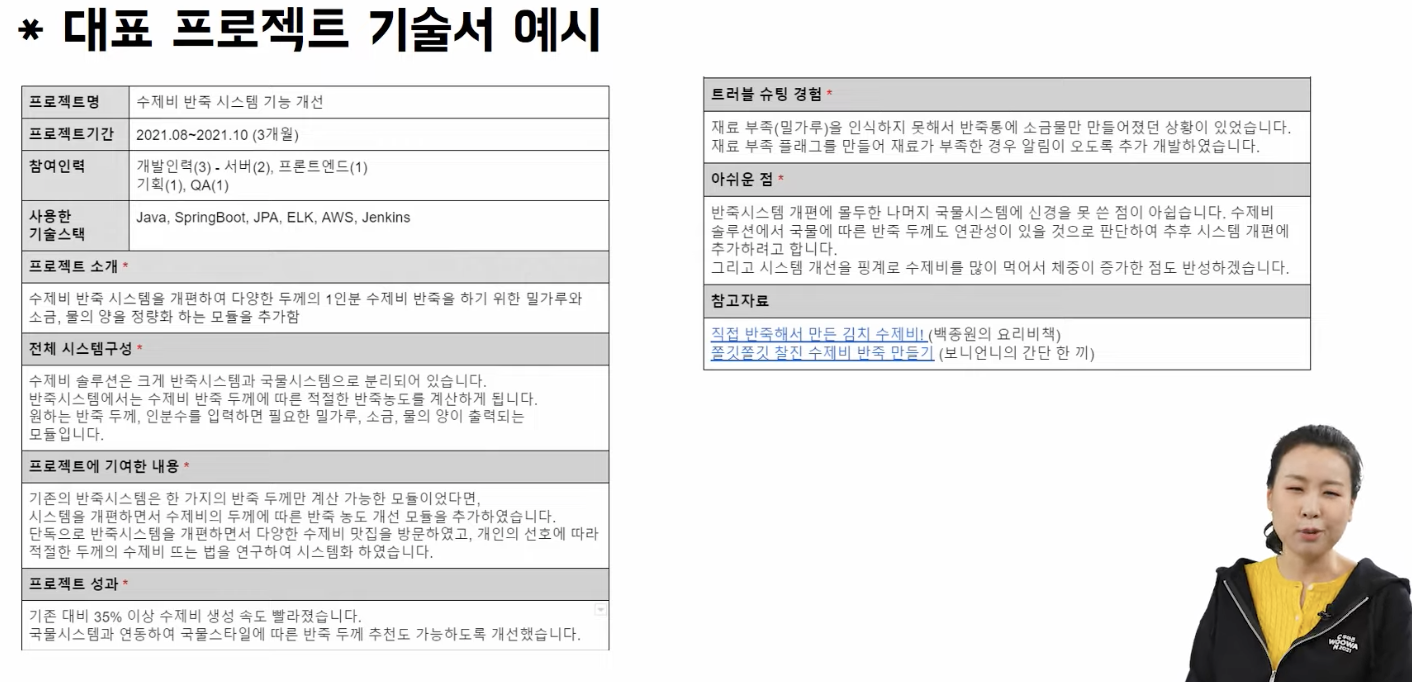 * 대표 프로젝트 기술서 예시
프로젝트명
수제비 반죽 시스템 기능 개선
프로젝트기간
2021.08~2021.10 (3개월)
참여인력
개발인력(3) - 서버(2), 프론트엔드(1)
기획(1), QA(1)
사용한
기술스택
Java, SpringBoot, JPA, ELK, AWS, Jenkins
프로젝트 소개 *
수제비 반죽 시스템을 개편하여 다양한 두께의 1인분 수제비 반죽을 하기 위한 밀가루와
소금, 물의 양을 정량화 하는 모듈을 추가함
전체 시스템구성 *
수제비 솔루션은 크게 반죽시스템과 국물시스템으로 분리되어 있습니다.
반죽시스템에서는 수제비 반죽 두께에 따른 적절한 반죽농도를 계산하게 됩니다.
원하는 반죽 두께, 인분수를 입력하면 필요한 밀가루, 소금, 물의 양이 출력되는
모듈입니다.
프로젝트에 기여한 내용 *
기존의 반죽시스템은 한 가지의 반죽 두께만 계산 가능한 모듈이었다면,
시스템을 개편하면서 수제비의 두께에 따른 반죽 농도 개선 모듈을 추가하였습니다.
단독으로 반죽시스템을 개편하면서 다양한 수제비 맛집을 방문하였고, 개인의 선호에 따라
적절한 두께의 수제비 뜨는 법을 연구하여 시스템화 하였습니다.
프로젝트 성과 *
기존 대비 35% 이상 수제비 생성 속도 빨라졌습니다.
국물시스템과 연동하여 국물스타일에 따른 반죽 두께 추천도 가능하도록 개선했습니다.
트러블 슈팅 경험 *
재료 부족(밀가루)을 인식하지 못해서 반죽통에 소금물만 만들어졌던 상황이 있었습니다.
재료 부족 플래그를 만들어 재료가 부족한 경우 알림이 오도록 추가 개발하였습니다.
아쉬운 점 *
반죽시스템 개편에 몰두한 나머지 국물시스템에 신경을 못 쓴 점이 아쉽습니다. 수제비
솔루션에서 국물에 따른 반죽 두께도 연관성이 있을 것으로 판단하여 추후 시스템 개편에
추가하려고 합니다.
그리고 시스템 개선을 핑계로 수제비를 많이 먹어서 체중이 증가한 점도 반성하겠습니다.
참고자료
직접 반죽해서 만든 김치 수제비! (백종원의 요리비책)
쫄깃쫄깃 찰진 수제비 반죽 만들기 (보니언니의 간단 한 끼)
WOOWA
2021